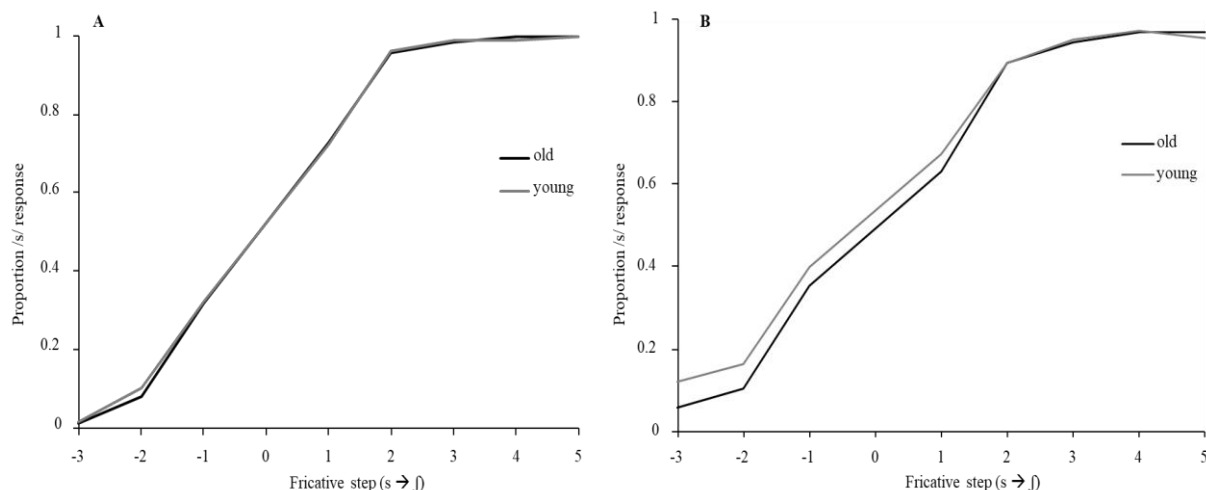 A
Proportion /s/ response
1
0.8
0.6
0.4
0.2
0
-3 -2 -1 0 1 2 3 4 5
Fricative step (s → ʃ)
old
young
B
Proportion /s/ response
1
0.8
0.6
0.4
0.2
0
-3 -2 -1 0 1 2 3 4 5
Fricative step (s → ʃ)
old
young